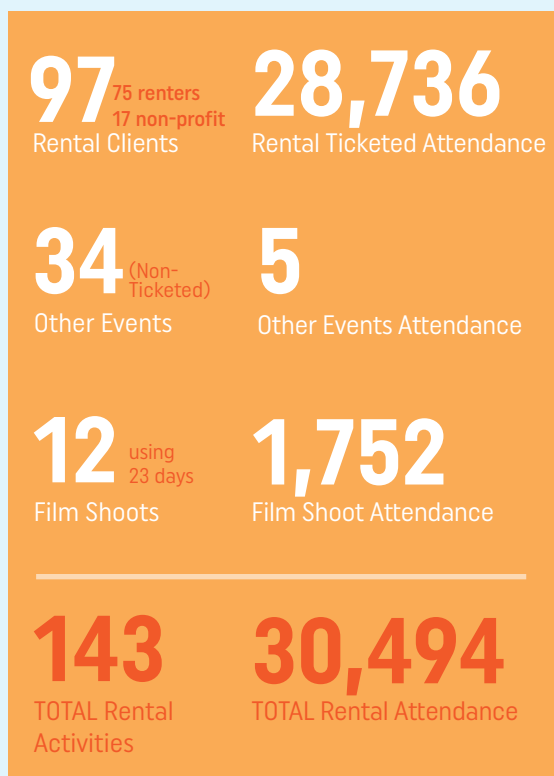 97
75 renters
17 non-profit
Rental Clients
28,736
Rental Ticketed Attendance
34
(Non-
Ticketed)
Other Events
5
Other Events Attendance
12
using
23 days
Film Shoots
1,752
Film Shoot Attendance
143
TOTAL Rental
Activities
30,494
TOTAL Rental Attendance